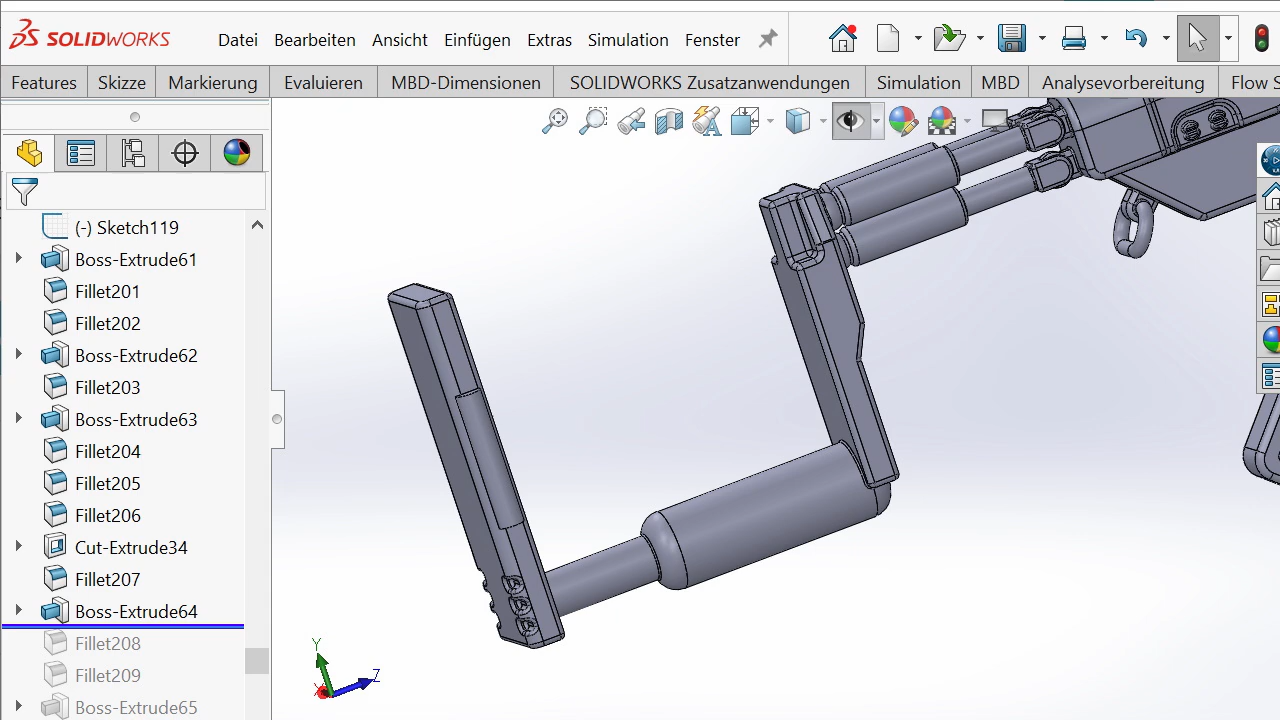 SOLIDWORKS Datei Bearbeiten Ansicht Einfügen Extras Simulation Fenster
Features Skizze Markierung Evaluieren MBD-Dimensionen SOLIDWORKS Zusatzanwendungen Simulation MBD Analysevorbereitung Flow S
(-) Sketch119
Boss-Extrude61
Fillet201
Fillet202
Boss-Extrude62
Fillet203
Boss-Extrude63
Fillet204
Fillet205
Fillet206
Cut-Extrude34
Fillet207
Boss-Extrude64
Fillet208
Fillet209
Boss-Extrude65
Y
Z
X